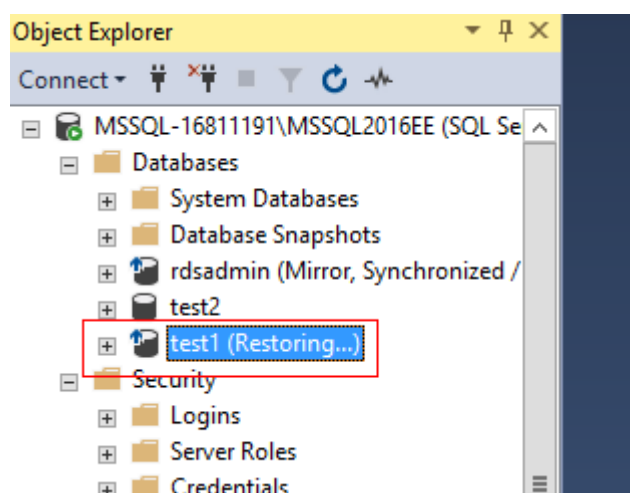 Object Explorer
Connect
MSSQL-16811191\MSSQL2016EE (SQL Se
Databases
System Databases
Database Snapshots
rdsadmin (Mirror, Synchronized /
test2
test1 (Restoring...)
Security
Logins
Server Roles
Credentials